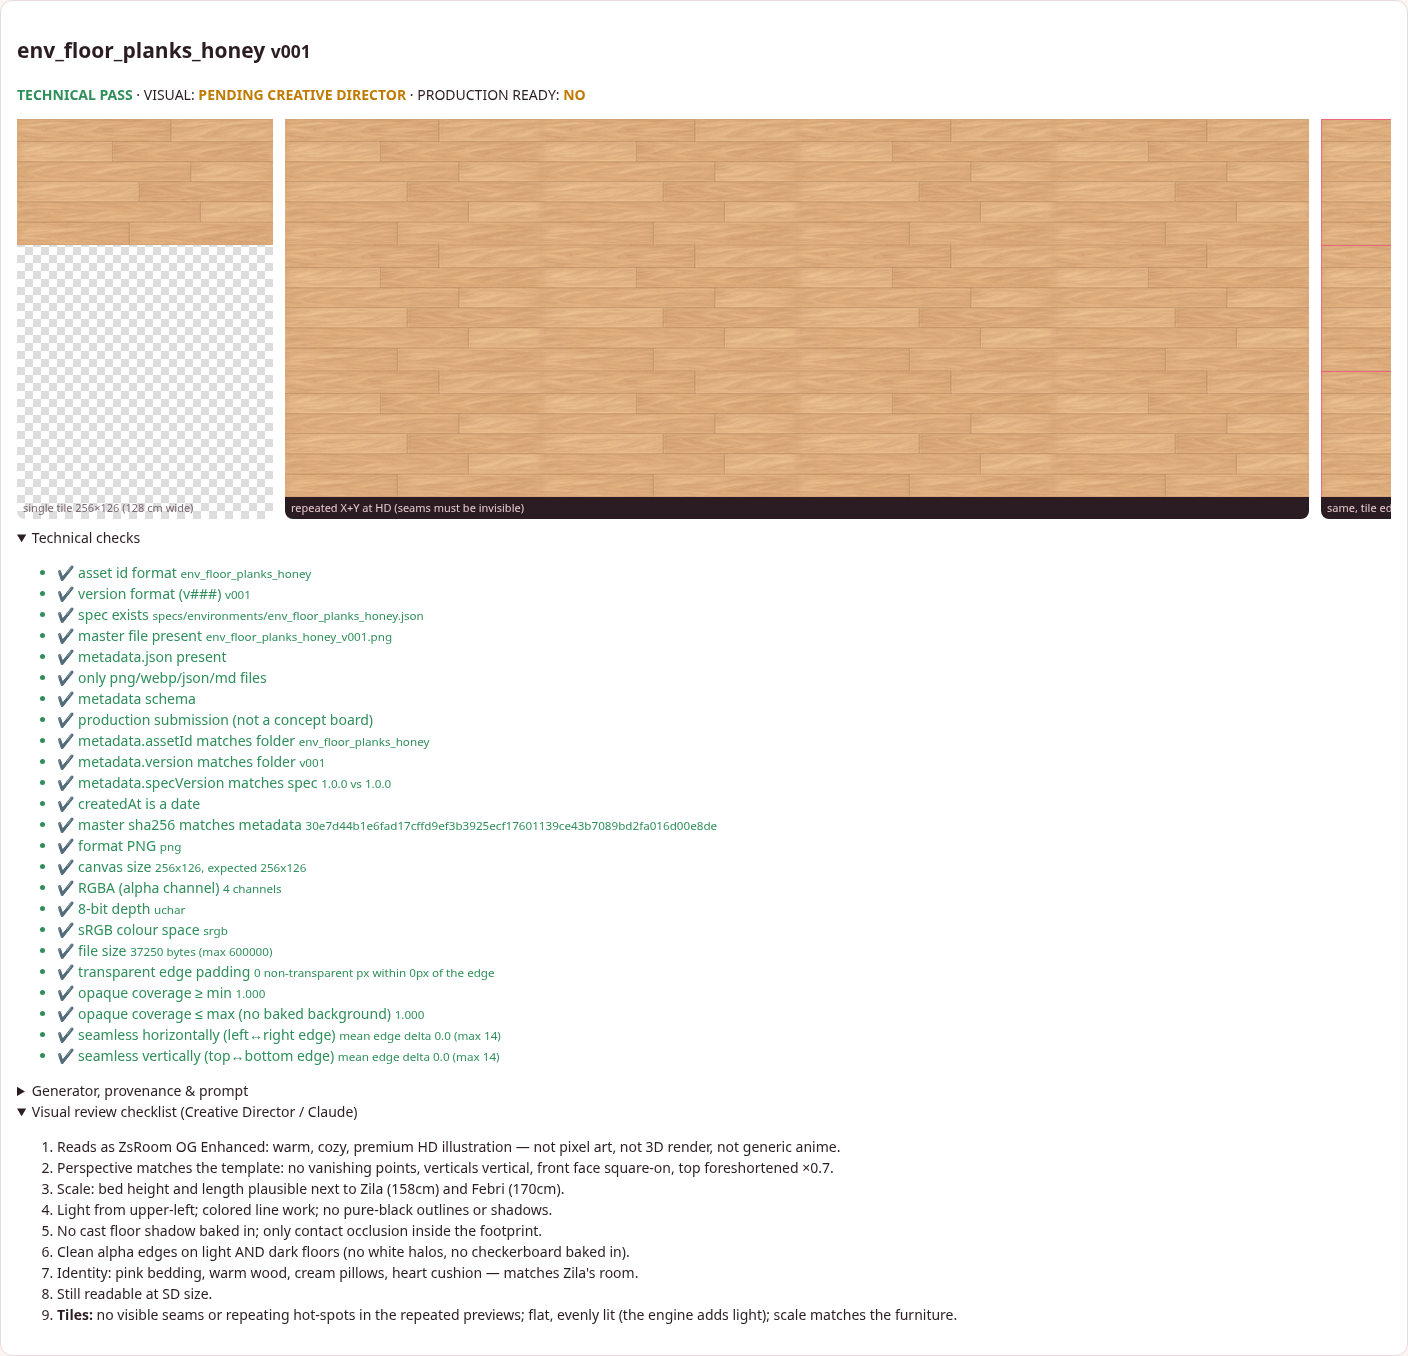 env_floor_planks_honey v001
TECHNICAL PASS · VISUAL: PENDING CREATIVE DIRECTOR · PRODUCTION READY: NO
single tile 256×126 (128 cm wide)
repeated X+Y at HD (seams must be invisible)
same, tile ed
▼ Technical checks
• ✔ asset id format env_floor_planks_honey
• ✔ version format (v###) v001
• ✔ spec exists specs/environments/env_floor_planks_honey.json
• ✔ master file present env_floor_planks_honey_v001.png
• ✔ metadata.json present
• ✔ only png/webp/json/md files
• ✔ metadata schema
• ✔ production submission (not a concept board)
• ✔ metadata.assetId matches folder env_floor_planks_honey
• ✔ metadata.version matches folder v001
• ✔ metadata.specVersion matches spec 1.0.0 vs 1.0.0
• ✔ createdAt is a date
• ✔ master sha256 matches metadata 30e7d44b1e6fad17cffd9ef3b3925ecf17601139ce43b7089bd2fa016d00e8de
• ✔ format PNG png
• ✔ canvas size 256x126, expected 256x126
• ✔ RGBA (alpha channel) 4 channels
• ✔ 8-bit depth uchar
• ✔ sRGB colour space srgb
• ✔ file size 37250 bytes (max 600000)
• ✔ transparent edge padding 0 non-transparent px within 0px of the edge
• ✔ opaque coverage ≥ min 1.000
• ✔ opaque coverage ≤ max (no baked background) 1.000
• ✔ seamless horizontally (left↔right edge) mean edge delta 0.0 (max 14)
• ✔ seamless vertically (top↔bottom edge) mean edge delta 0.0 (max 14)
▶ Generator, provenance & prompt
▼ Visual review checklist (Creative Director / Claude)
1. Reads as ZsRoom OG Enhanced: warm, cozy, premium HD illustration — not pixel art, not 3D render, not generic anime.
2. Perspective matches the template: no vanishing points, verticals vertical, front face square-on, top foreshortened ×0.7.
3. Scale: bed height and length plausible next to Zila (158cm) and Febri (170cm).
4. Light from upper-left; colored line work; no pure-black outlines or shadows.
5. No cast floor shadow baked in; only contact occlusion inside the footprint.
6. Clean alpha edges on light AND dark floors (no white halos, no checkerboard baked in).
7. Identity: pink bedding, warm wood, cream pillows, heart cushion — matches Zila's room.
8. Still readable at SD size.
9. Tiles: no visible seams or repeating hot-spots in the repeated previews; flat, evenly lit (the engine adds light); scale matches the furniture.